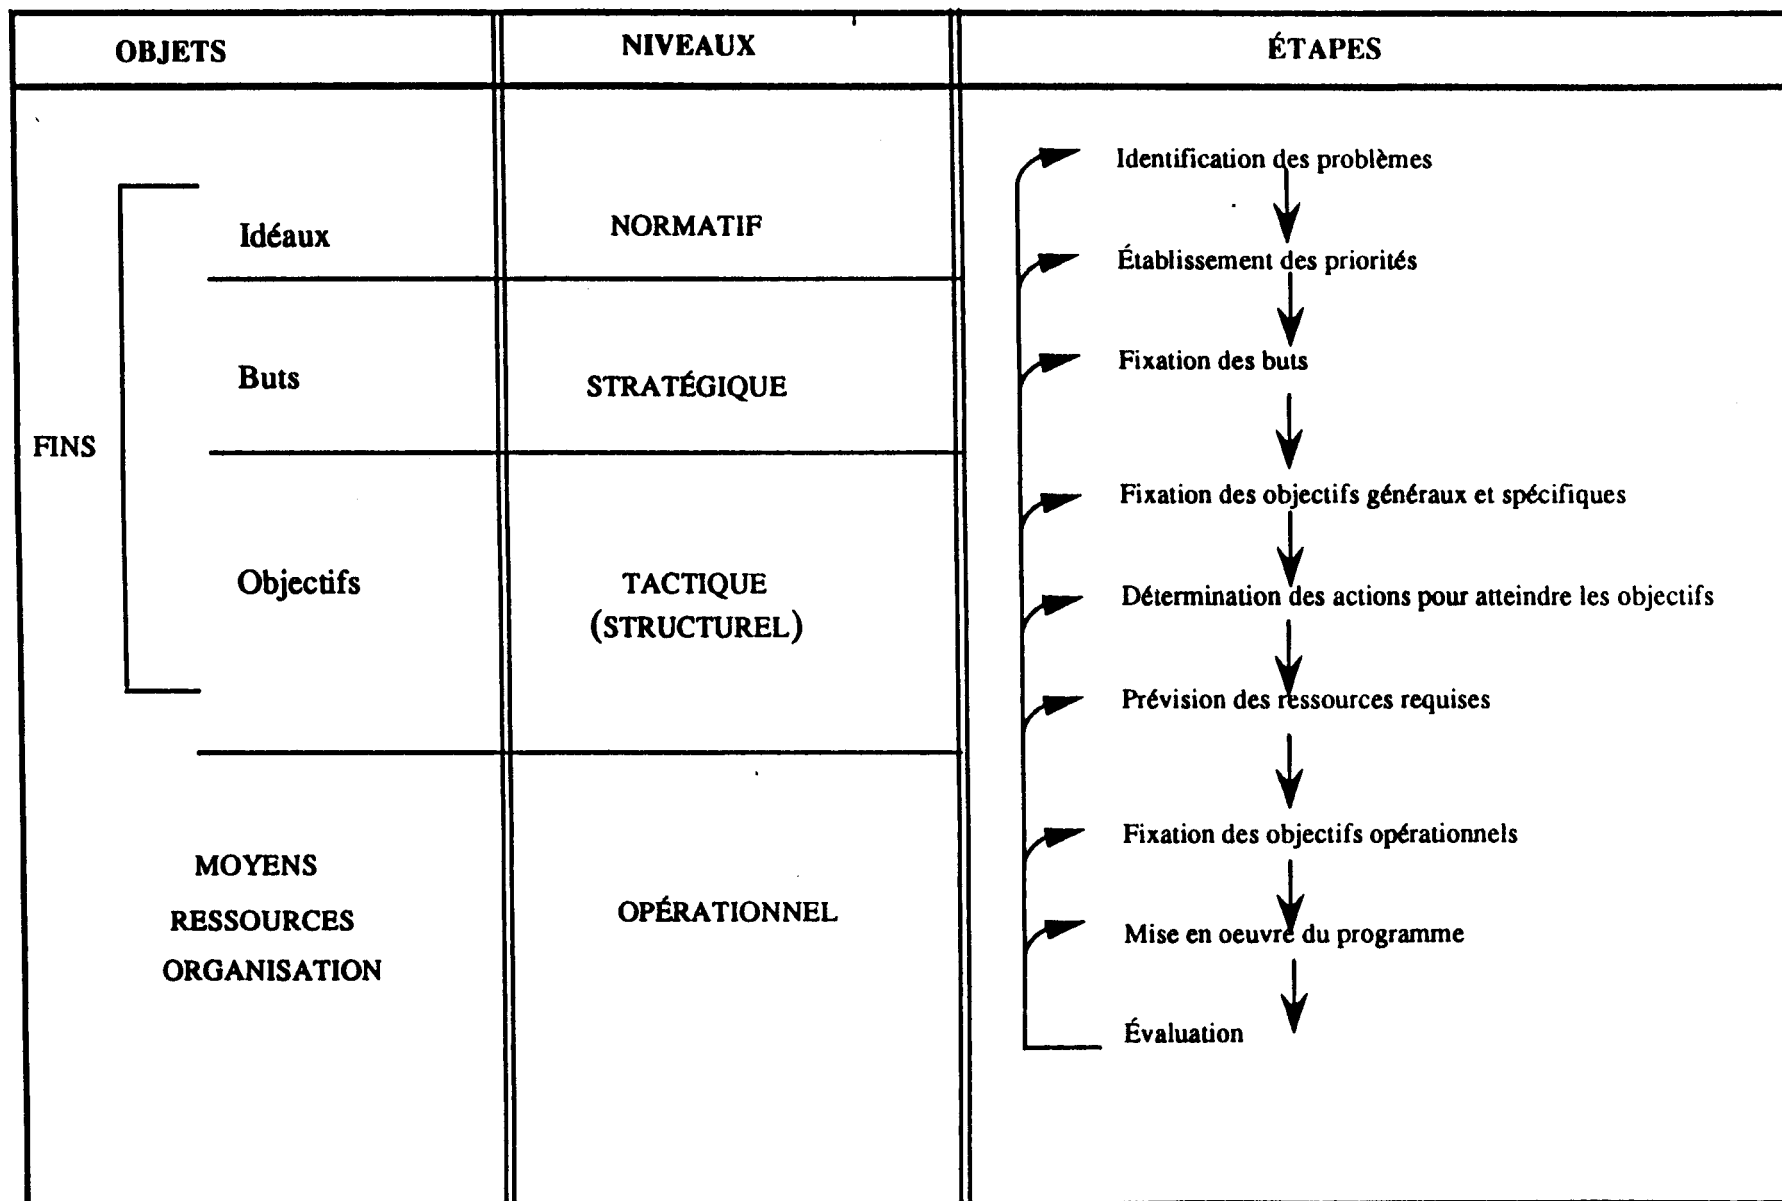 OBJETS
NIVEAUX
ÉTAPES
FINS
Idéaux
NORMATIF
Buts
STRATÉGIQUE
Objectifs
TACTIQUE
(STRUCTUREL)
MOYENS
RESSOURCES
ORGANISATION
OPÉRATIONNEL
Identification des problèmes
Établissement des priorités
Fixation des buts
Fixation des objectifs généraux et spécifiques
Détermination des actions pour atteindre les objectifs
Prévision des ressources requises
Fixation des objectifs opérationnels
Mise en oeuvre du programme
Évaluation